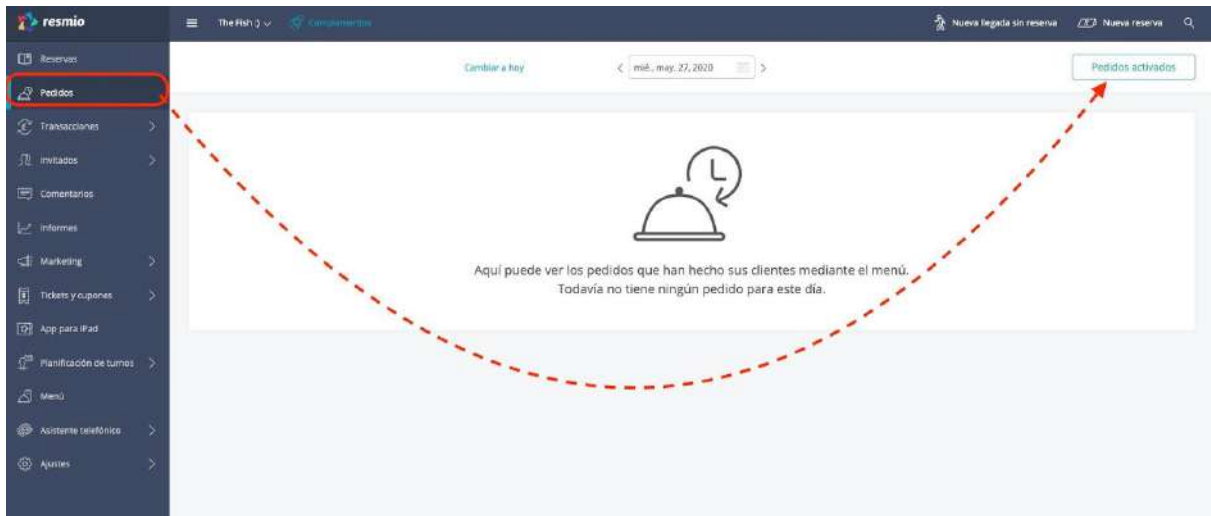 resmio
The Fish :)
Complementos
Nueva llegada sin reserva
Nueva reserva
Reservas
Pedidos
Transacciones
Invitados
Comentarios
Informes
Marketing
Tickets y cupones
App para iPad
Planificación de turnos
Menú
Asistente telefónico
Ajustes
Cambiar a hoy
mié., may. 27, 2020
Pedidos activados
Aquí puede ver los pedidos que han hecho sus clientes mediante el menú.
Todavía no tiene ningún pedido para este día.